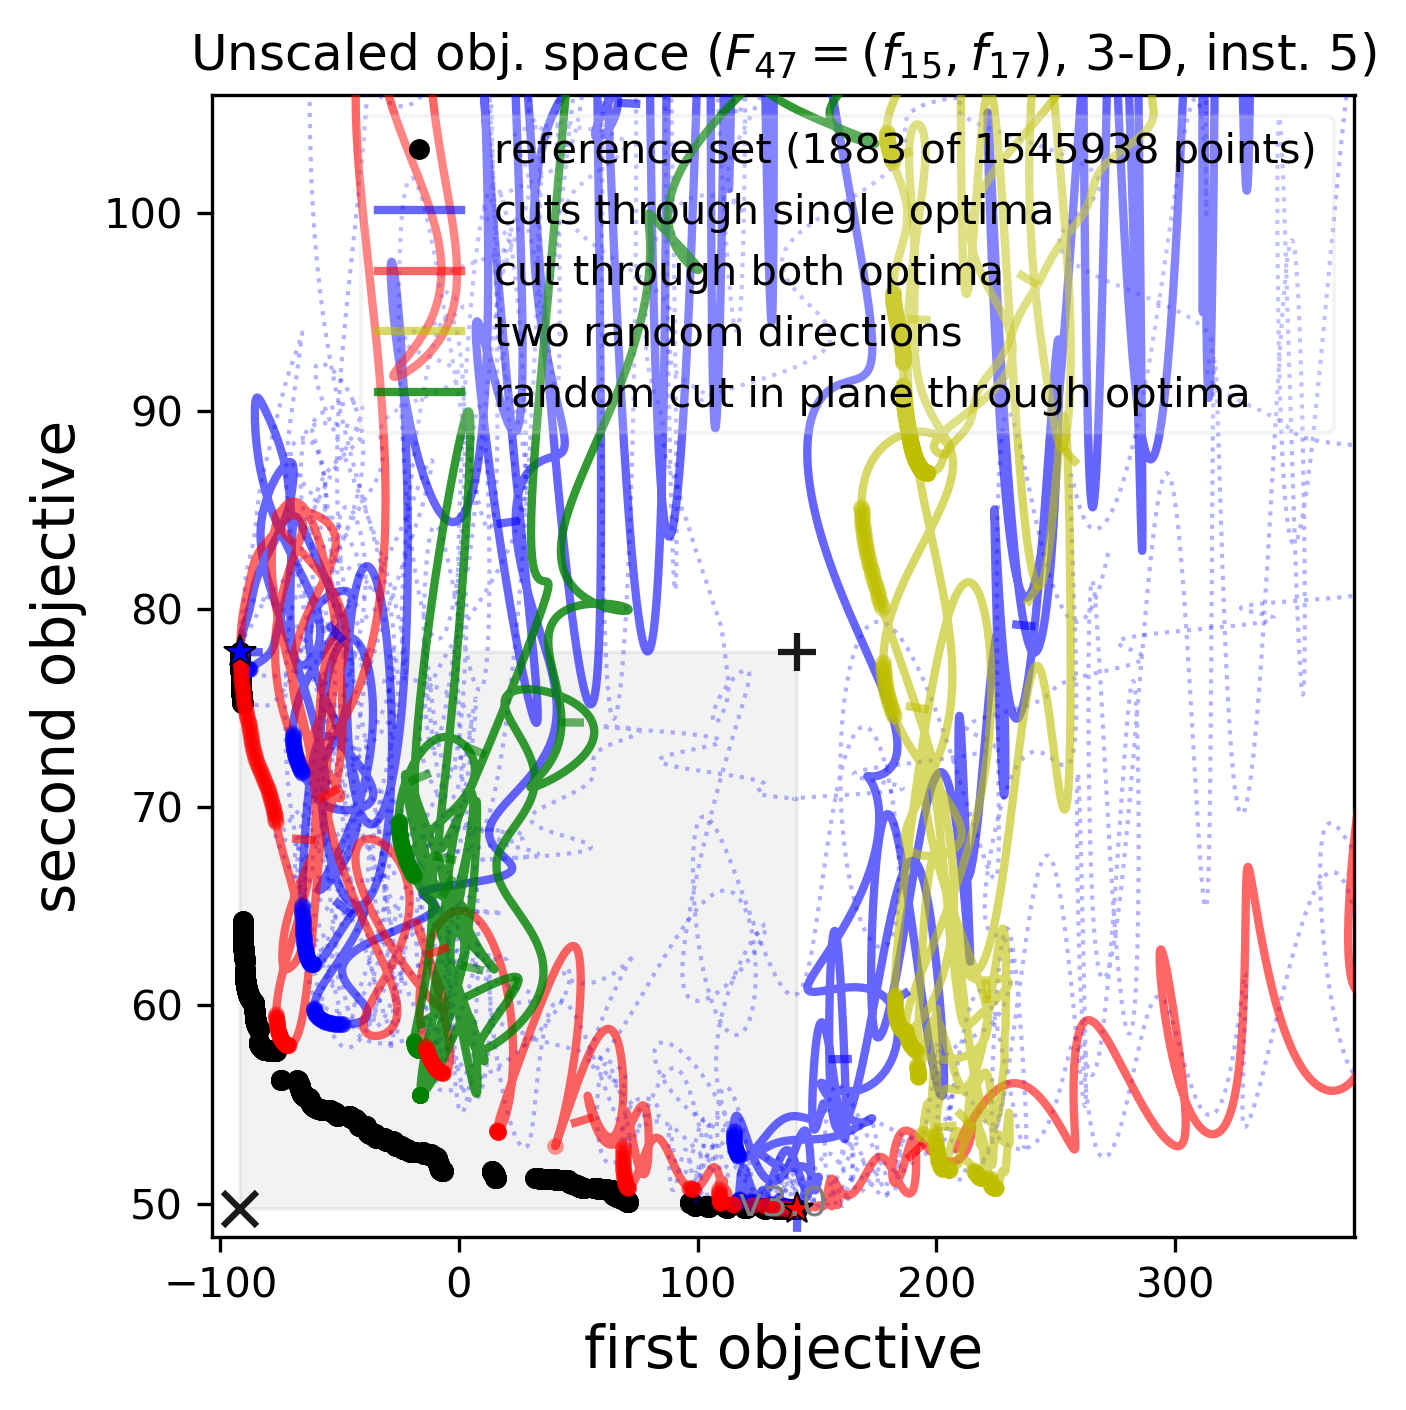 Unscaled obj. space (F₄₇ = (f₁₅, f₁₇), 3-D, inst. 5)
reference set (1883 of 1545938 points)
cuts through single optima
cut through both optima
two random directions
random cut in plane through optima
second objective
100
90
80
70
60
50
v3.0
−100 0 100 200 300
first objective